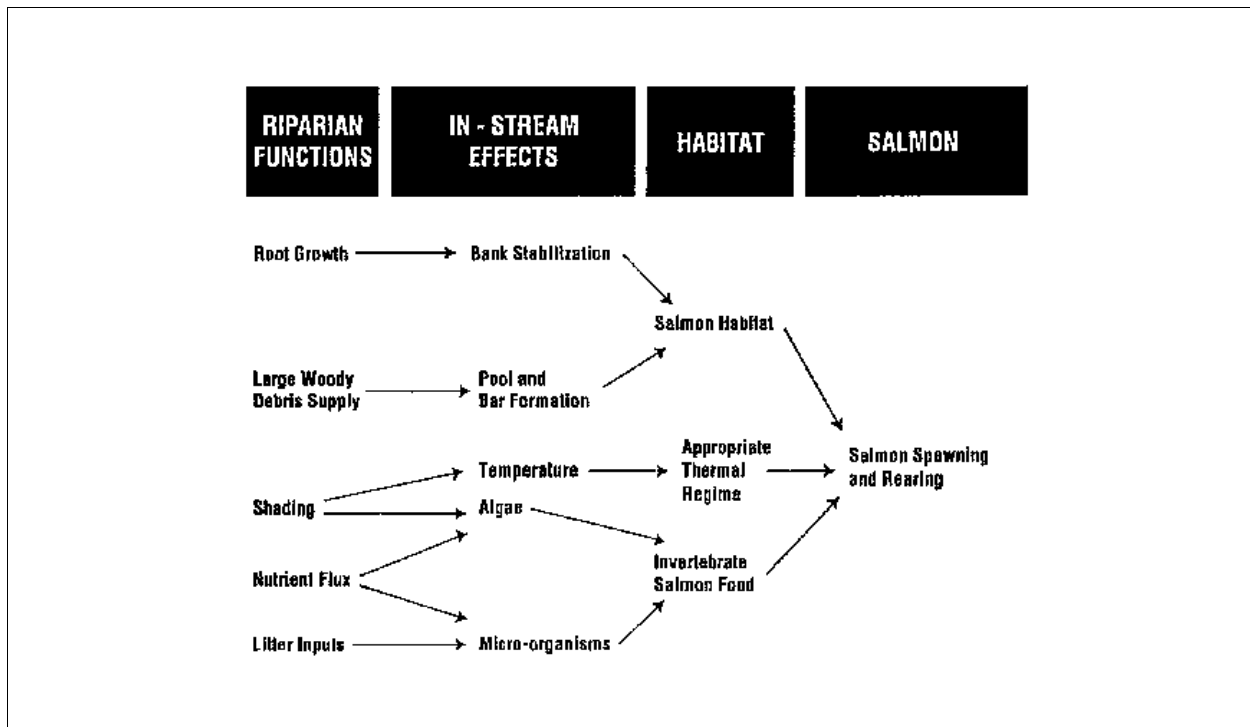 RIPARIAN
FUNCTIONS
IN - STREAM
EFFECTS
HABITAT
SALMON
Root Growth
Bank Stabilization
Salmon Habitat
Large Woody
Debris Supply
Pool and
Bar Formation
Temperature
Appropriate
Thermal
Regime
Salmon Spawning
and Rearing
Shading
Algae
Nutrient Flux
Invertebrate
Salmon Food
Litter Inputs
Micro-organisms